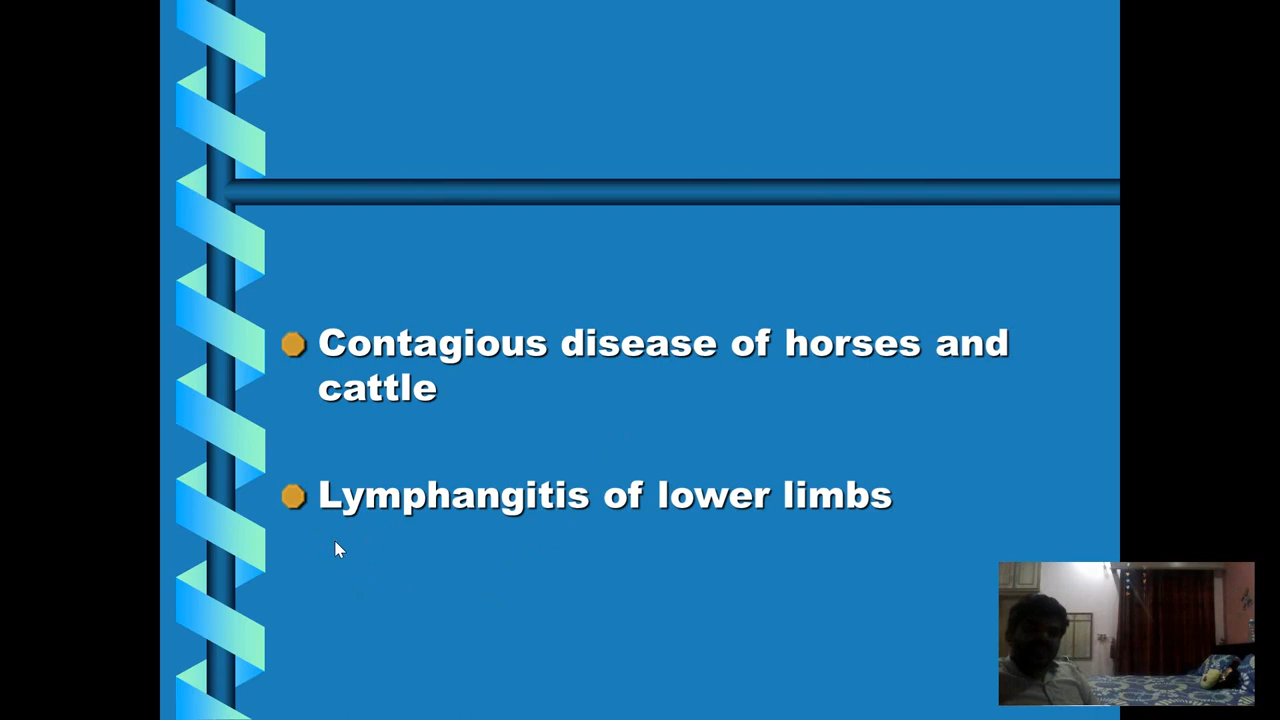 Contagious disease of horses and
cattle
Lymphangitis of lower limbs